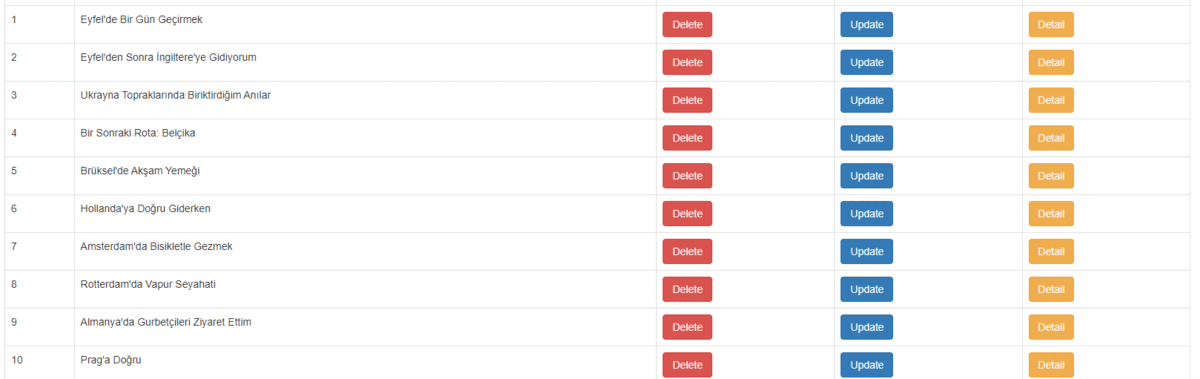 1 Eyfel'de Bir Gün Geçirmek Delete Update Detail
2 Eyfel'den Sonra İngiltere'ye Gidiyorum Delete Update Detail
3 Ukrayna Topraklarında Biriktirdiğim Anılar Delete Update Detail
4 Bir Sonraki Rota: Belçika Delete Update Detail
5 Brüksel'de Akşam Yemeği Delete Update Detail
6 Hollanda'ya Doğru Giderken Delete Update Detail
7 Amsterdam'da Bisikletle Gezmek Delete Update Detail
8 Rotterdam'da Vapur Seyahati Delete Update Detail
9 Almanya'da Gurbetçileri Ziyaret Ettim Delete Update Detail
10 Prag'a Doğru Delete Update Detail